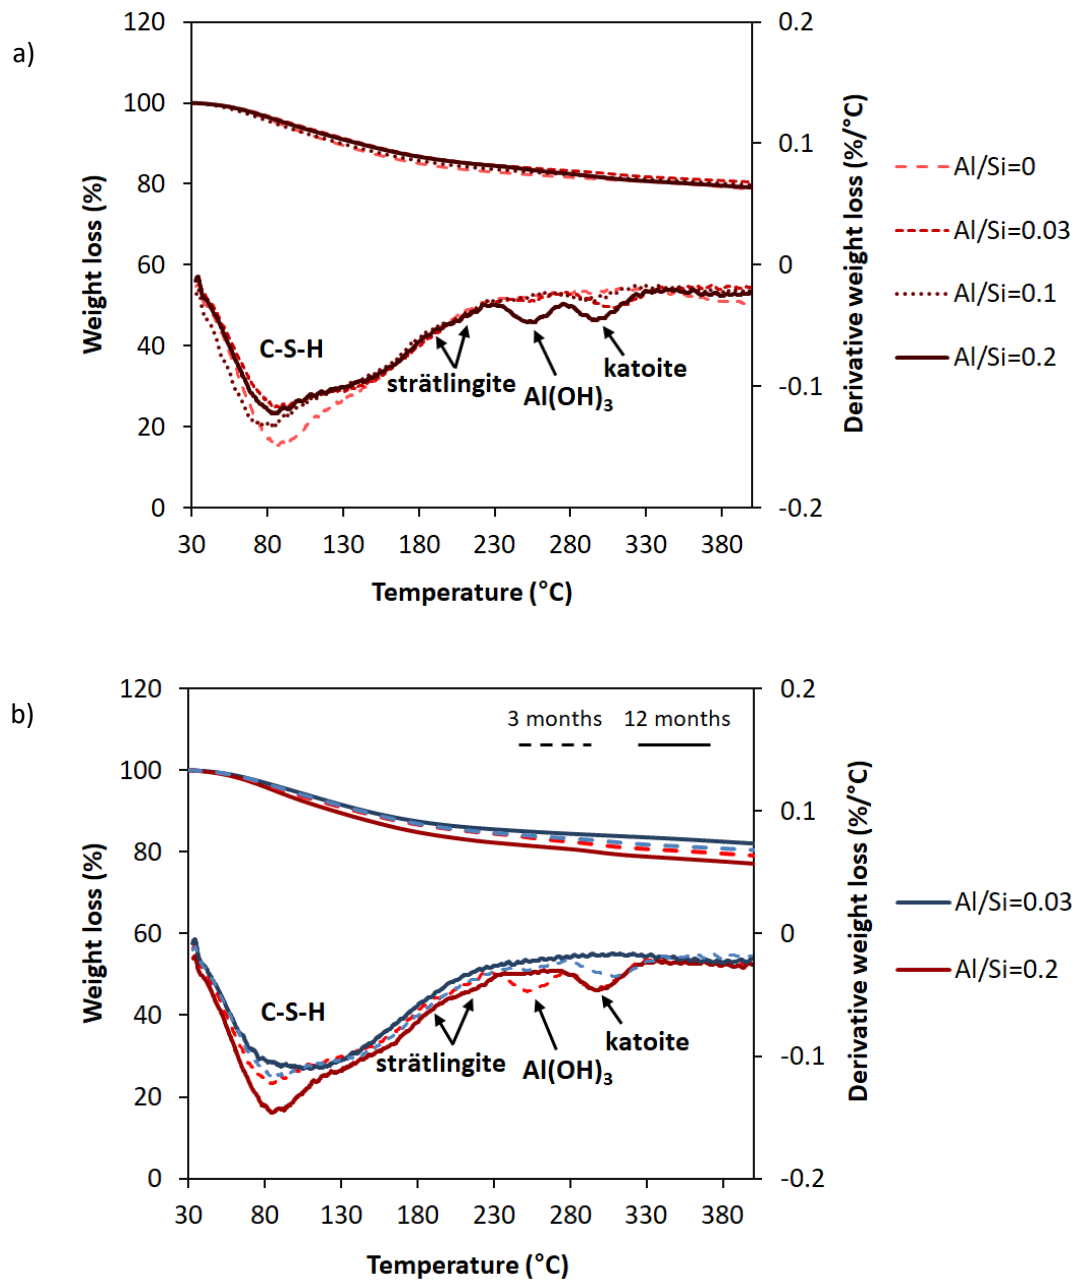 a)
120
100
80
60
40
20
0
Weight loss (%)
0.2
0.1
0
-0.1
-0.2
Derivative weight loss (%/°C)
C-S-H
strätlingite
Al(OH)3
katoite
30 80 130 180 230 280 330 380
Temperature (°C)
Al/Si=0
Al/Si=0.03
Al/Si=0.1
Al/Si=0.2
b)
120
100
80
60
40
20
0
Weight loss (%)
0.2
0.1
0
-0.1
-0.2
Derivative weight loss (%/°C)
3 months 12 months
C-S-H
strätlingite
Al(OH)3
katoite
30 80 130 180 230 280 330 380
Temperature (°C)
Al/Si=0.03
Al/Si=0.2